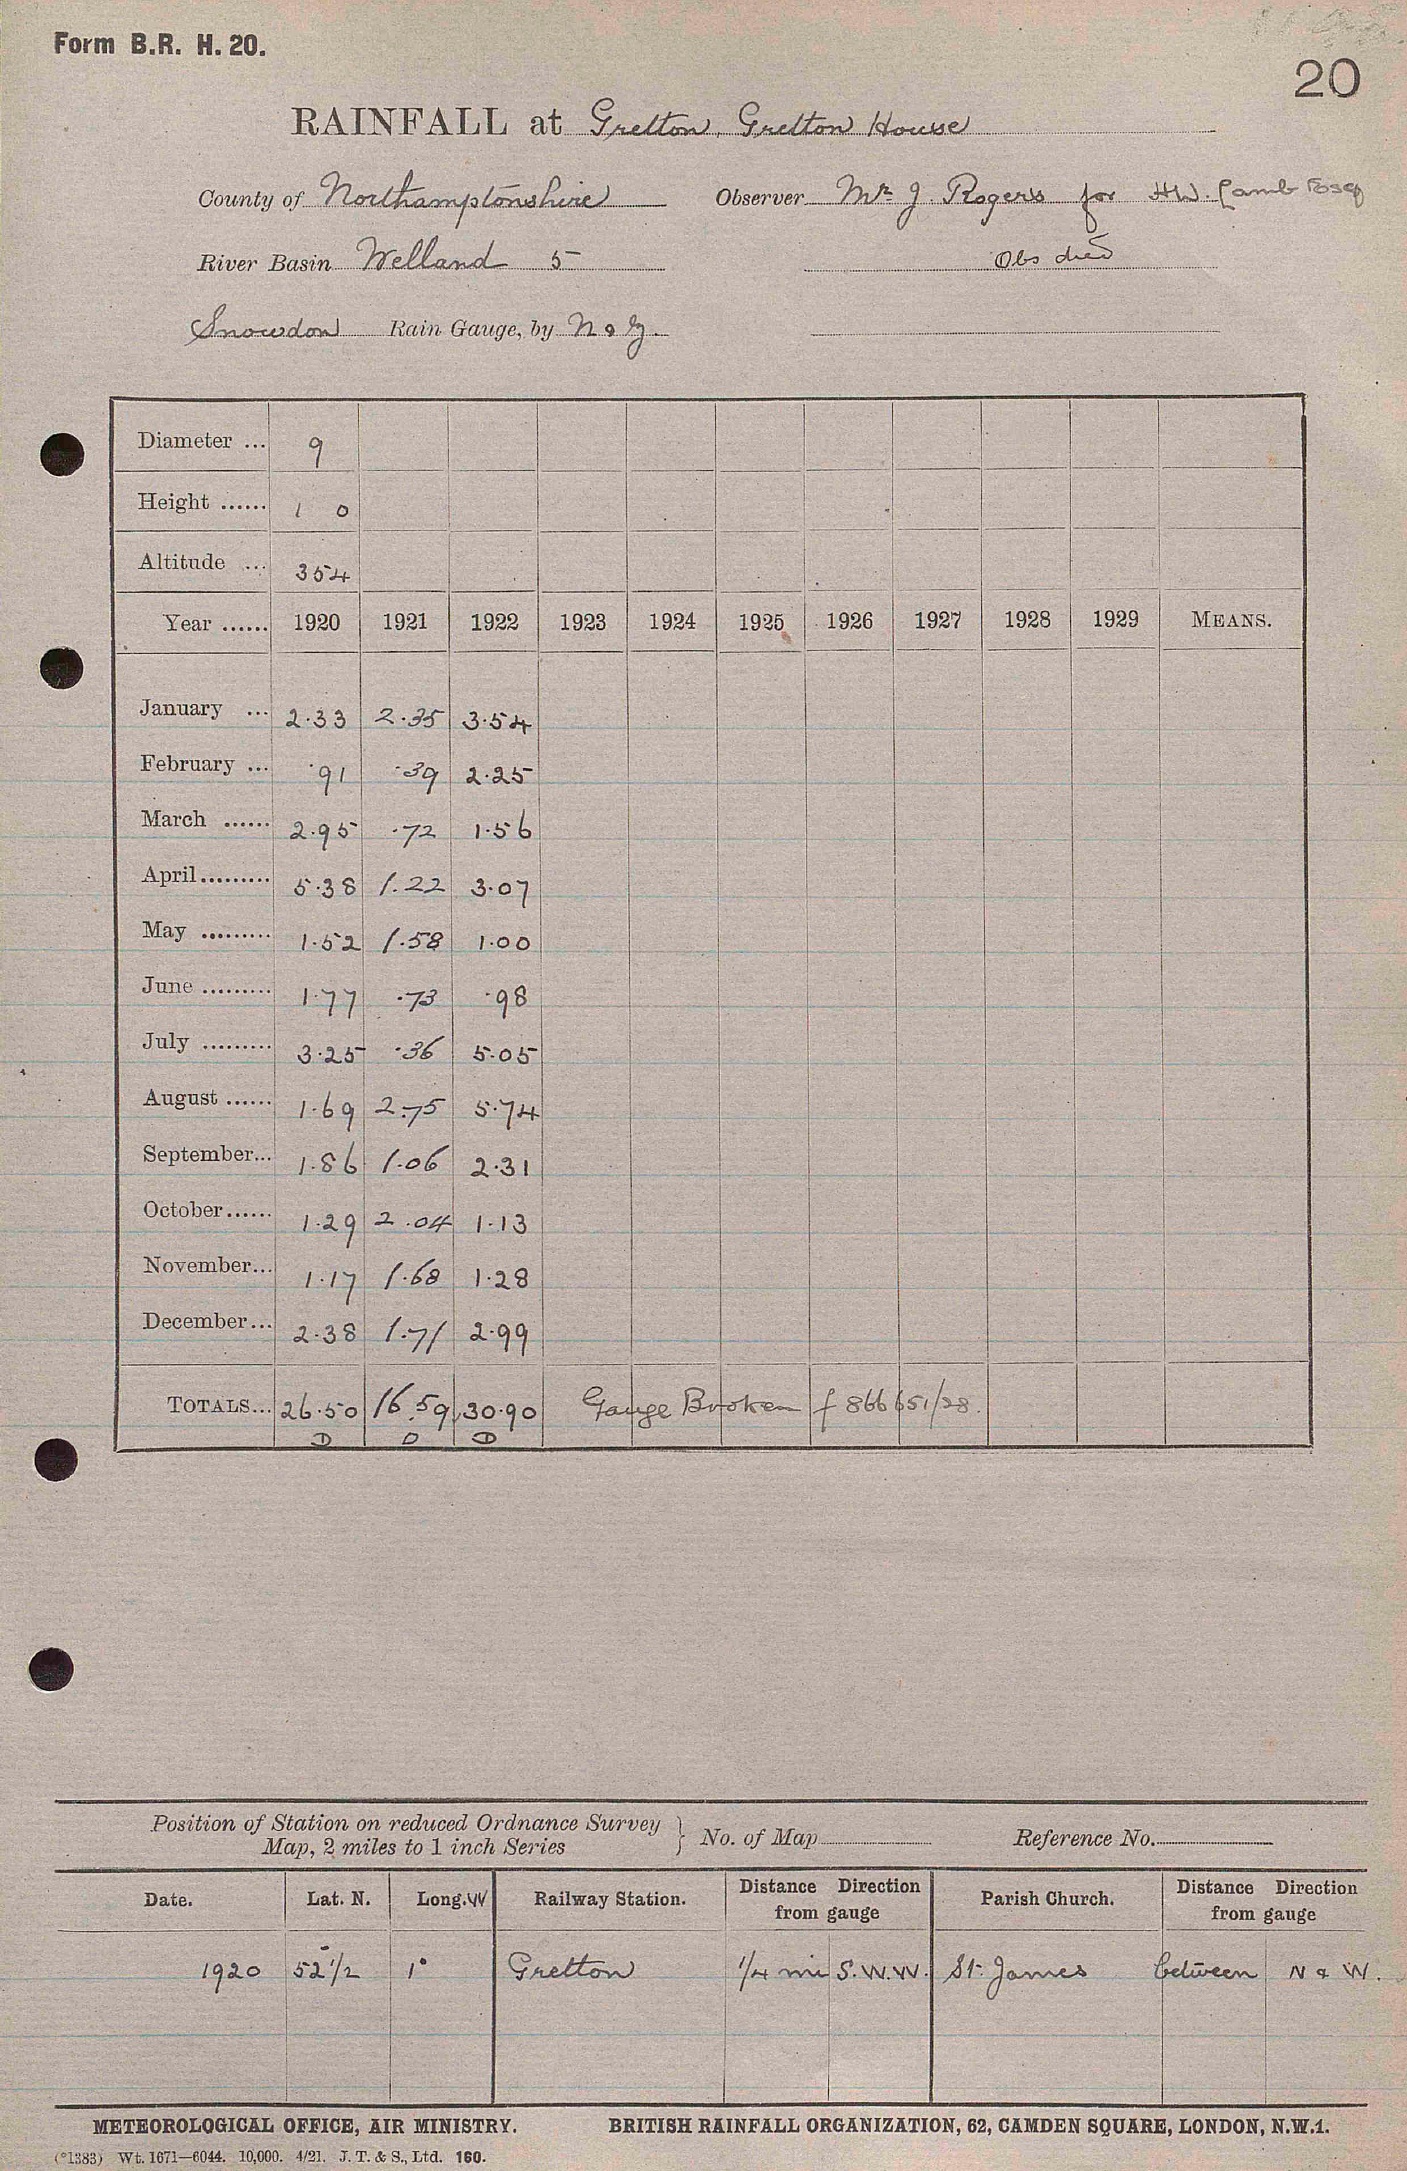 Form B.R. H. 20.
20
RAINFALL at Gretton, Gretton House
County of Northamptonshire Observer Mr. J. Rogers for H.W. Lamb Esq
River Basin Welland 5 Obs died
Snowdon Rain Gauge, by N & Z.
Diameter ... 9
Height ...... 1 0
Altitude ... 354
Year ...... 1920 1921 1922 1923 1924 1925 1926 1927 1928 1929 MEANS.
January ... 2.33 2.35 3.54
February ... .91 .39 2.25
March ...... 2.95 .72 1.56
April......... 5.38 1.22 3.07
May ......... 1.52 1.58 1.00
June ......... 1.77 .73 .98
July ......... 3.25 .36 5.05
August ...... 1.69 2.75 5.74
September... 1.86 1.06 2.31
October...... 1.29 2.04 1.13
November... 1.17 1.68 1.28
December... 2.38 1.71 2.99
TOTALS... 26.50 16.59 30.90 Gauge Broken f 866651/28.
D D D
Position of Station on reduced Ordnance Survey
Map, 2 miles to 1 inch Series } No. of Map Reference No.
Date. Lat. N. Long. W Railway Station. Distance Direction from gauge Parish Church. Distance Direction from gauge
1920 52 1/2 1° Gretton 1/4 mi S.W.W. St. James between N & W.
METEOROLOGICAL OFFICE, AIR MINISTRY. BRITISH RAINFALL ORGANIZATION, 62, CAMDEN SQUARE, LONDON, N.W.1.
(*1383) Wt. 1671—6044. 10,000. 4/21. J. T. & S., Ltd. 160.